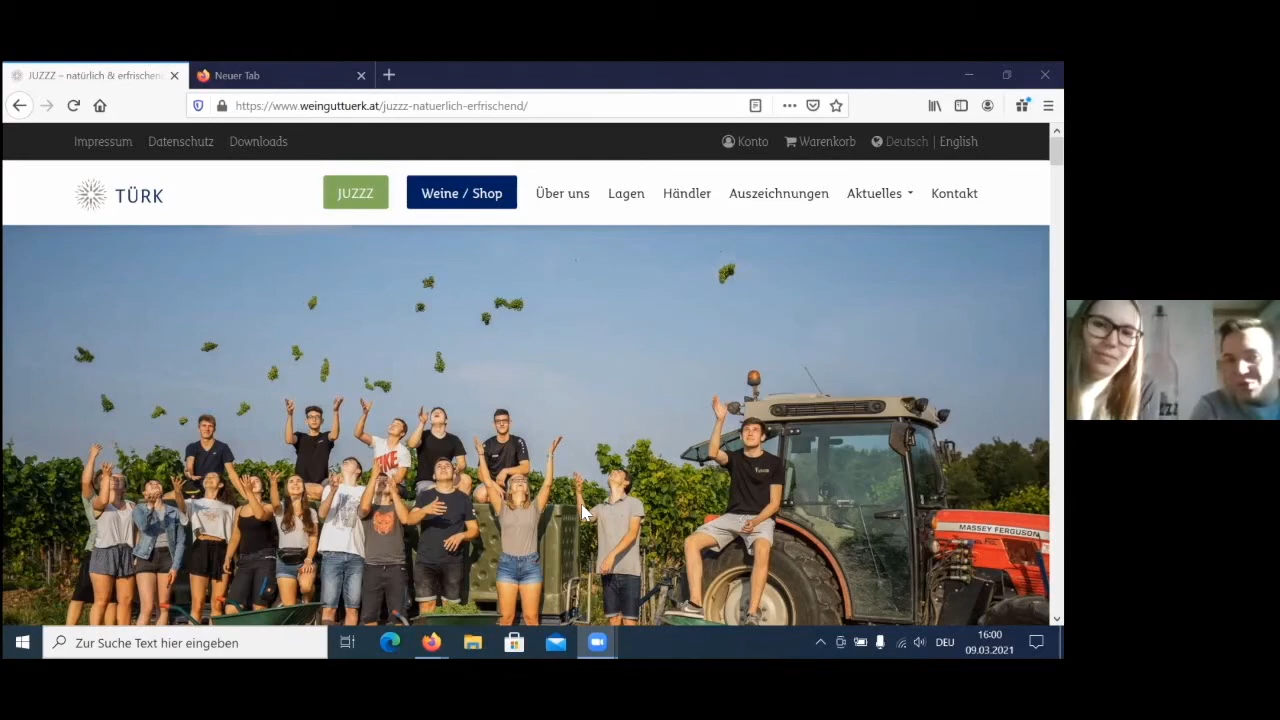 JUZZZ – natürlich & erfrischen
Neuer Tab
https://www.weinguttuerk.at/juzzz-natuerlich-erfrischend/
Impressum Datenschutz Downloads Konto Warenkorb Deutsch | English
TÜRK JUZZZ Weine / Shop Über uns Lagen Händler Auszeichnungen Aktuelles Kontakt
MASSEY FERGUSON
Zur Suche Text hier eingeben
DEU
16:00
09.03.2021